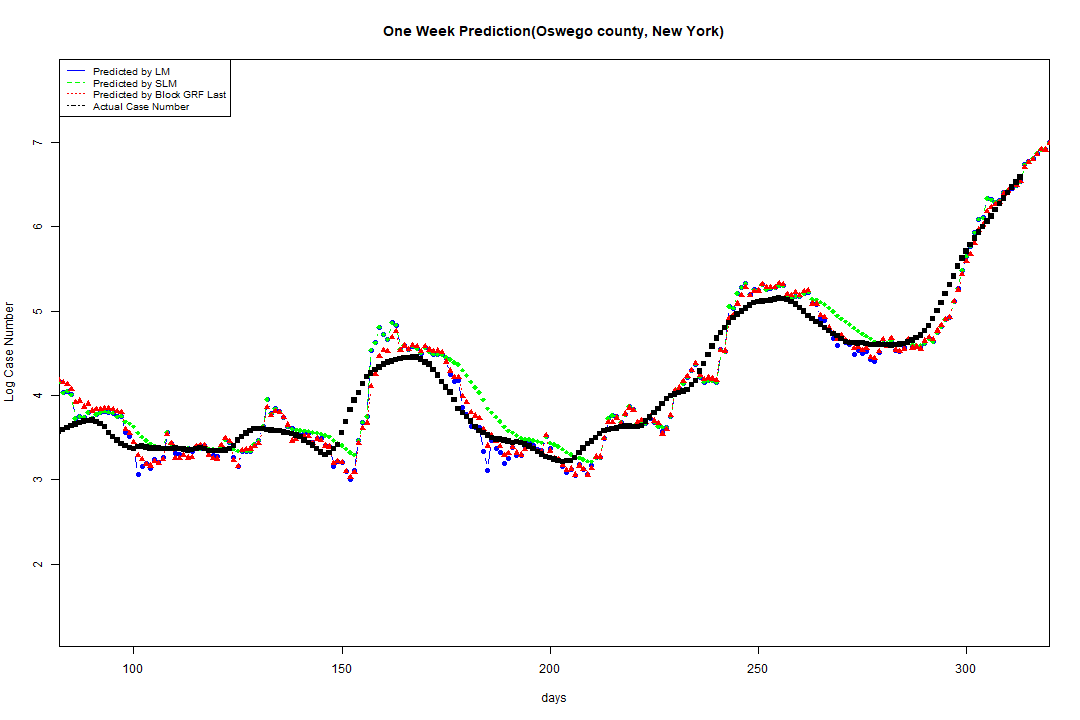 One Week Prediction(Oswego county, New York)
Predicted by LM
Predicted by SLM
Predicted by Block GRF Last
Actual Case Number
7
6
5
4
3
2
Log Case Number
100 150 200 250 300
days